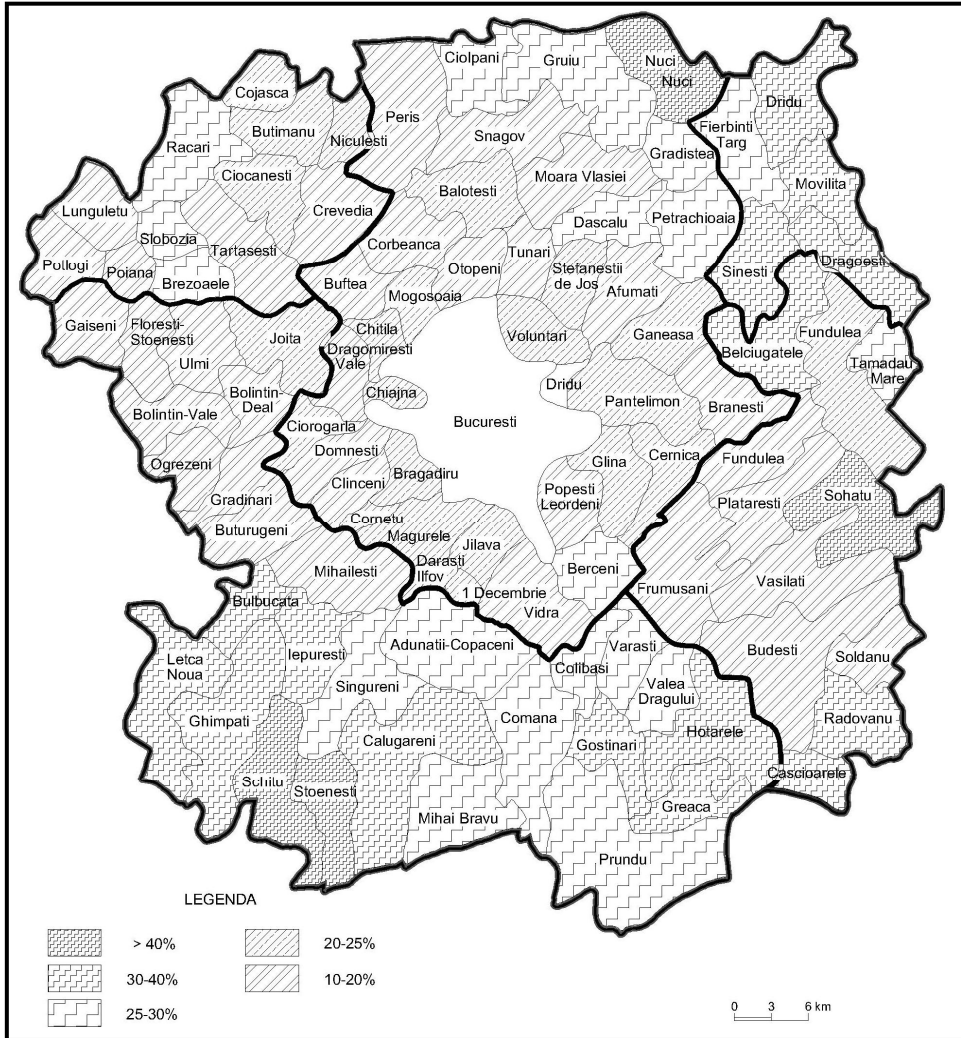 Ciolpani
Gruiu
Nuci
Nuci
Cojasca
Dridu
Peris
Butimanu
Fierbinti
Targ
Niculesti
Snagov
Racari
Gradistea
Ciocanesti
Moara Vlasiei
Balotesti
Movilita
Lunguletu
Crevedia
Dascalu
Petrachioaia
Slobozia
Tartasesti
Corbeanca
Tunari
Potlogi
Poiana
Otopeni
Stefanestii
de Jos
Sinesti
Dragoesti
Brezoaele
Buftea
Mogosoaia
Afumati
Gaiseni
Floresti-
Stoenesti
Joita
Chitila
Voluntari
Ganeasa
Fundulea
Dragomiresti
Vale
Belciugatele
Ulmi
Tamadau
Mare
Bolintin-
Deal
Chiajna
Dridu
Pantelimon
Branesti
Bolintin-Vale
Ciorogarla
Bucuresti
Domnesti
Cernica
Fundulea
Ogrezeni
Bragadiru
Glina
Clinceni
Popesti
Leordeni
Plataresti
Sohatu
Gradinari
Cornetu
Buturugeni
Magurele
Jilava
Mihailesti
Darasti
Ilfov
Berceni
Frumusani
Vasilati
1 Decembrie
Bulbucata
Vidra
Adunatii-Copaceni
Varasti
Budesti
Soldanu
Letca
Noua
Iepuresti
Colibasi
Singureni
Valea
Dragului
Ghimpati
Comana
Radovanu
Calugareni
Gostinari
Hotarele
Schitu
Stoenesti
Cascioarele
Greaca
Mihai Bravu
Prundu
LEGENDA
> 40%
20-25%
30-40%
10-20%
25-30%
0 3 6 km